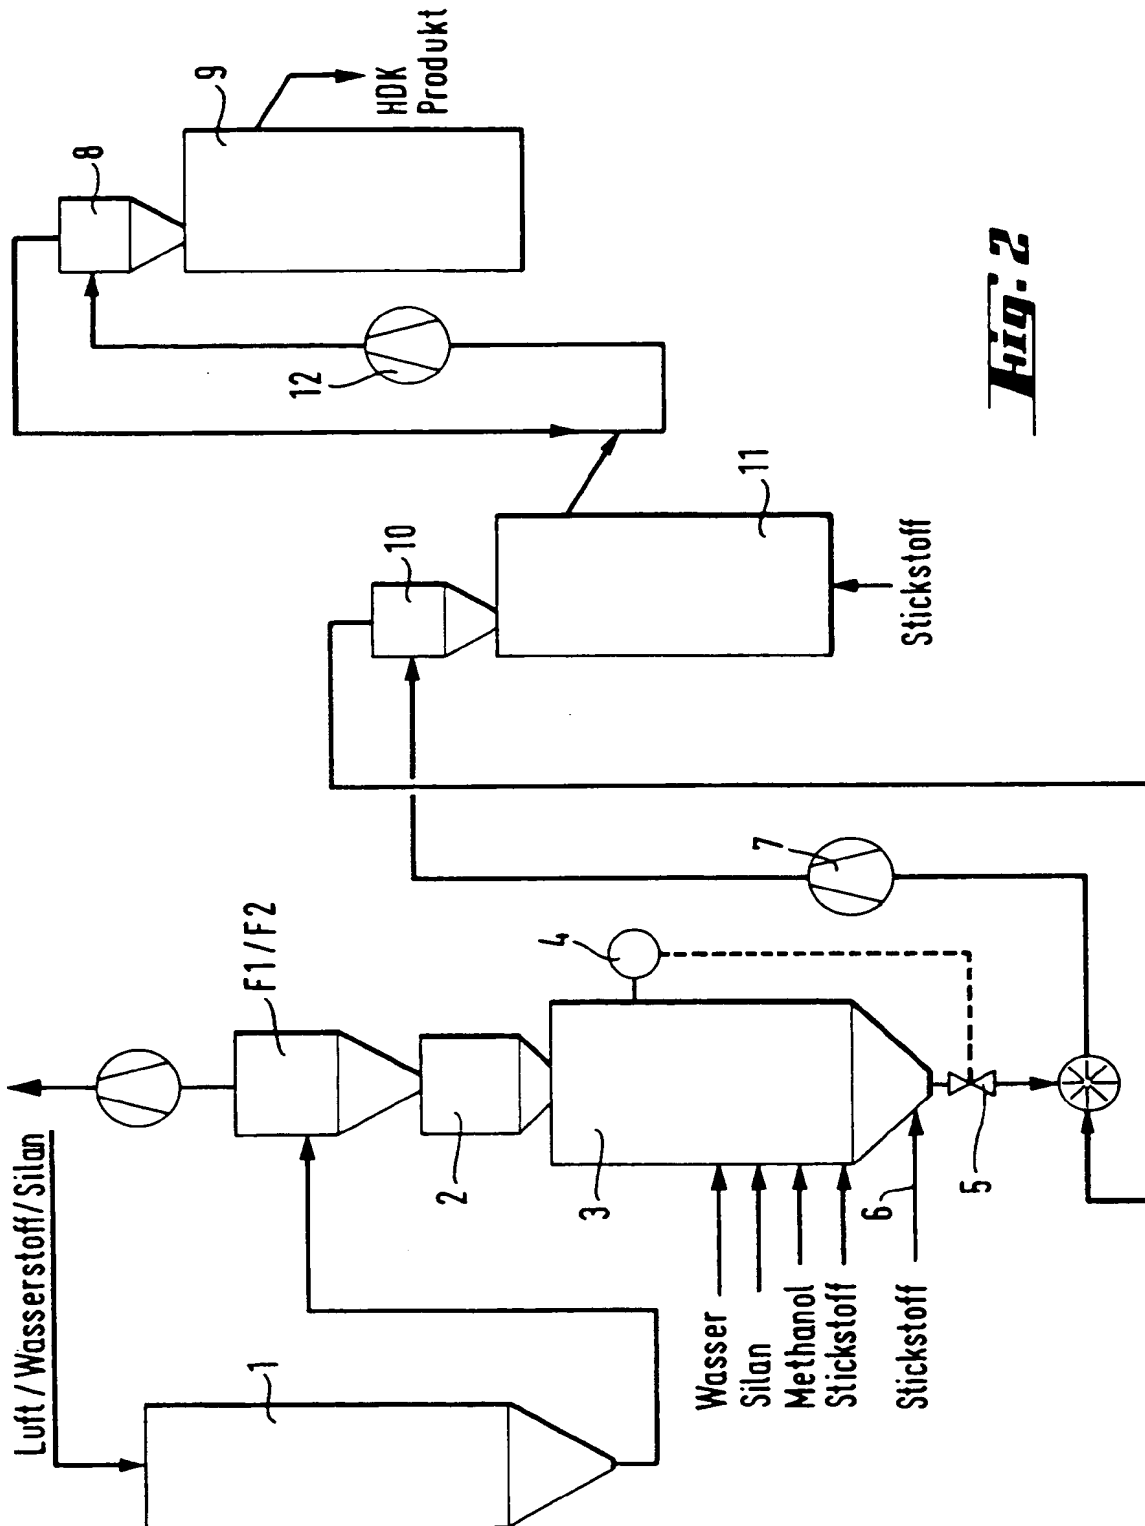 Luft/Wasserstoff/Silan
1
F1/F2
2
3
4
Wasser
Silan
Methanol
Stickstoff
6
Stickstoff
5
7
10
11
Stickstoff
12
8
9
HDK
Produkt
Fig. 2